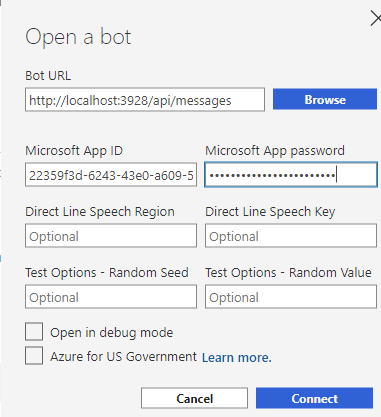 Open a bot
Bot URL
http://localhost:3928/api/messages
Browse
Microsoft App ID
Microsoft App password
22359f3d-6243-43e0-a609-5
•••••••••••••••••••••••••
Direct Line Speech Region
Direct Line Speech Key
Optional
Optional
Test Options - Random Seed
Test Options - Random Value
Optional
Optional
Open in debug mode
Azure for US Government Learn more.
Cancel
Connect